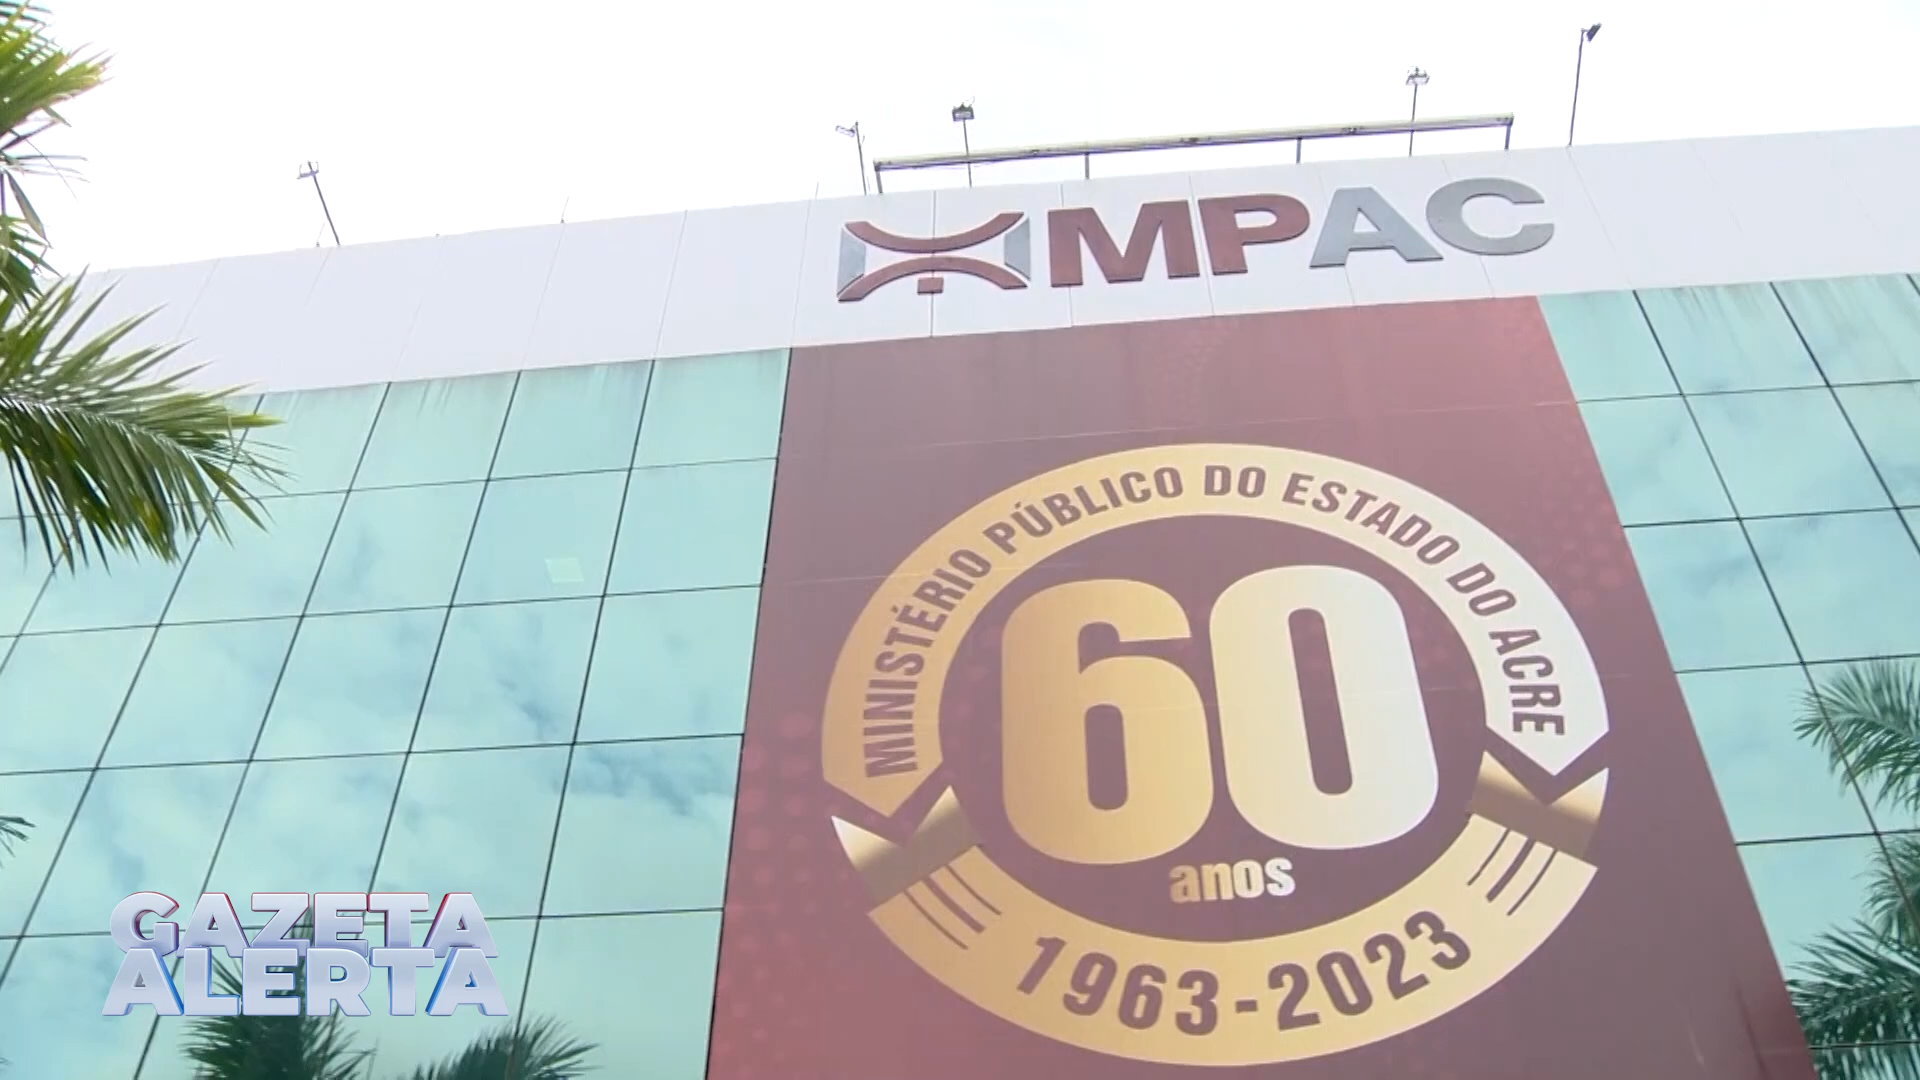 MPAC
MINISTÉRIO PÚBLICO DO ESTADO DO ACRE
60
anos
1963-2023
GAZETA
ALERTA